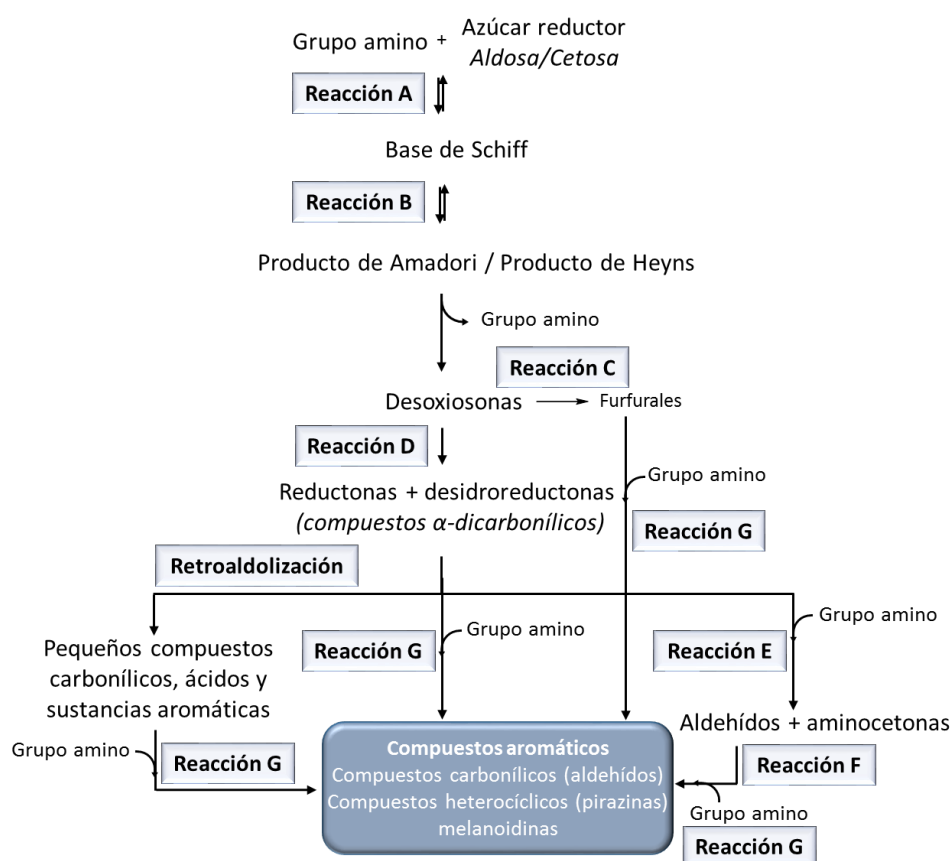 Grupo amino + Azúcar reductor
Aldosa/Cetosa
Reacción A
Base de Schiff
Reacción B
Producto de Amadori / Producto de Heyns
Grupo amino
Reacción C
Desoxiosonas
Furfurales
Reacción D
Grupo amino
Reductonas + desidroreductonas
(compuestos α-dicarbonílicos)
Reacción G
Retroaldolización
Grupo amino
Grupo amino
Reacción G
Reacción E
Pequeños compuestos
carbonílicos, ácidos y
sustancias aromáticas
Aldehídos + aminocetonas
Grupo amino
Reacción G
Compuestos aromáticos
Compuestos carbonílicos (aldehídos)
Compuestos heterocíclicos (pirazinas)
melanoidinas
Reacción F
Grupo amino
Reacción G